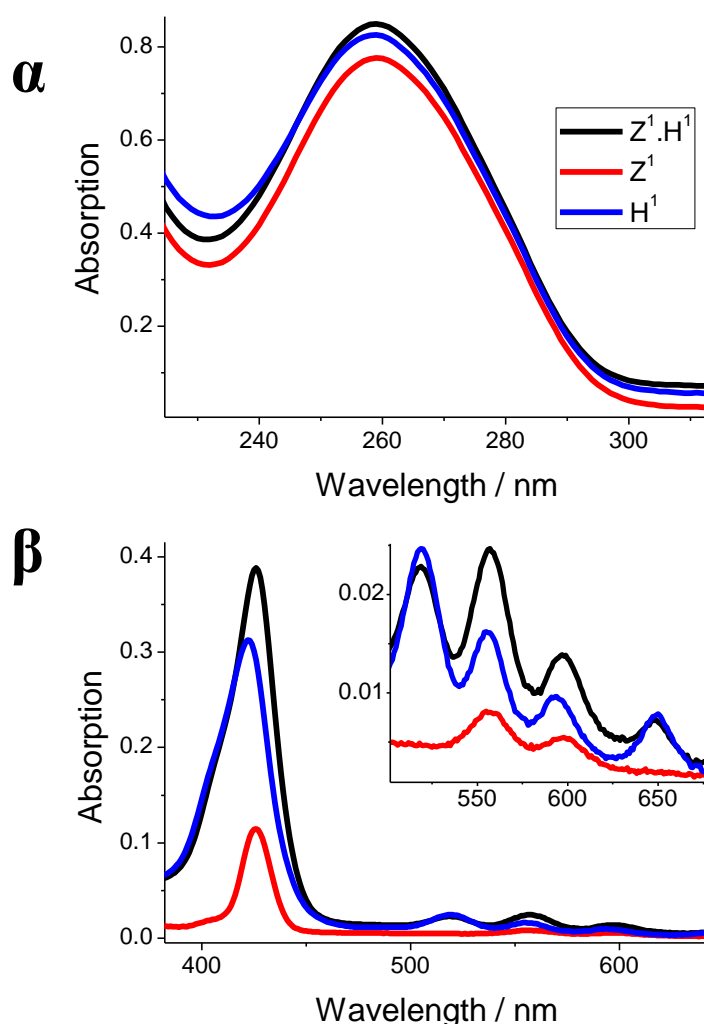 α
0.8
0.6
0.4
0.2
Absorption
Z¹.H¹
Z¹
H¹
240 260 280 300
Wavelength / nm
β
0.4
0.3
0.2
0.1
0.0
Absorption
0.02
0.01
550 600 650
400 500 600
Wavelength / nm